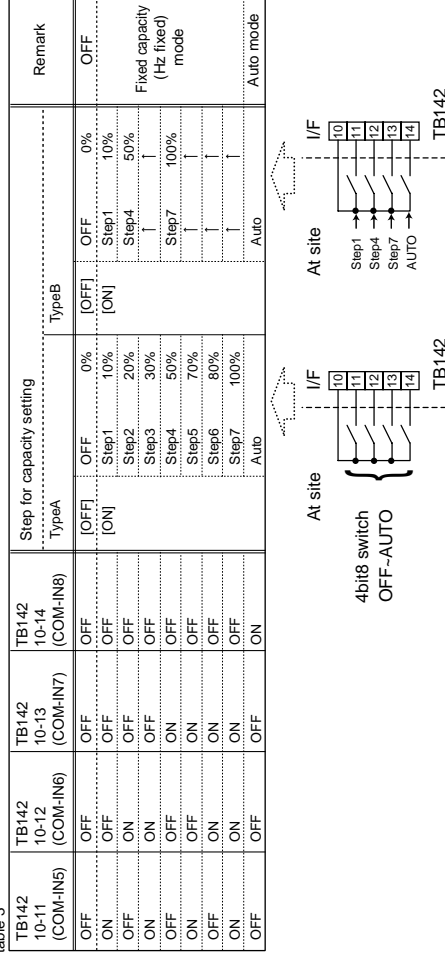 table 3
TB142 10-11 (COM-IN5)
TB142 10-12 (COM-IN6)
TB142 10-13 (COM-IN7)
TB142 10-14 (COM-IN8)
Step for capacity setting
TypeA
TypeB
Remark
OFF OFF OFF OFF [OFF] OFF 0% [OFF] OFF 0% OFF
ON OFF OFF OFF [ON] Step1 10% [ON] Step1 10%
OFF ON OFF OFF Step2 20% Step4 50%
ON ON OFF OFF Step3 30% ↑ ↑
OFF OFF ON OFF Step4 50% Step7 100%
ON OFF ON OFF Step5 70% ↑ ↑
OFF ON ON OFF Step6 80% ↑ ↑
ON ON ON OFF Step7 100% ↑ ↑
Fixed capacity
(Hz fixed)
mode
OFF OFF OFF ON Auto Auto Auto mode
At site
I/F
4bit8 switch
OFF~AUTO
10
11
12
13
14
TB142
At site
I/F
Step1
Step4
Step7
AUTO
10
11
12
13
14
TB142